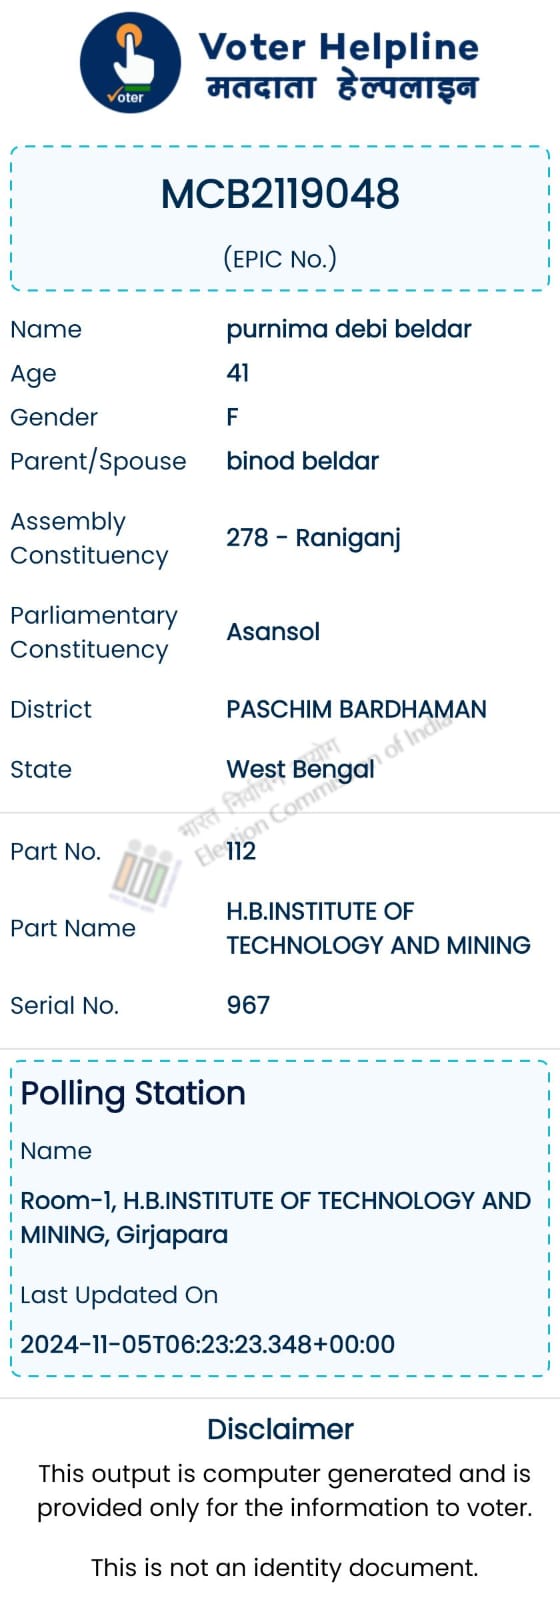 Voter Helpline
मतदाता हेल्पलाइन
Voter
MCB2119048
(EPIC No.)
Name purnima debi beldar
Age 41
Gender F
Parent/Spouse binod beldar
Assembly
Constituency
278 - Raniganj
Parliamentary
Constituency
Asansol
District PASCHIM BARDHAMAN
State West Bengal
भारत निर्वाचन आयोग
Election Commission of India
Part No. 112
Part Name
H.B.INSTITUTE OF
TECHNOLOGY AND MINING
Serial No. 967
Polling Station
Name
Room-1, H.B.INSTITUTE OF TECHNOLOGY AND
MINING, Girjapara
Last Updated On
2024-11-05T06:23:23.348+00:00
Disclaimer
This output is computer generated and is
provided only for the information to voter.
This is not an identity document.